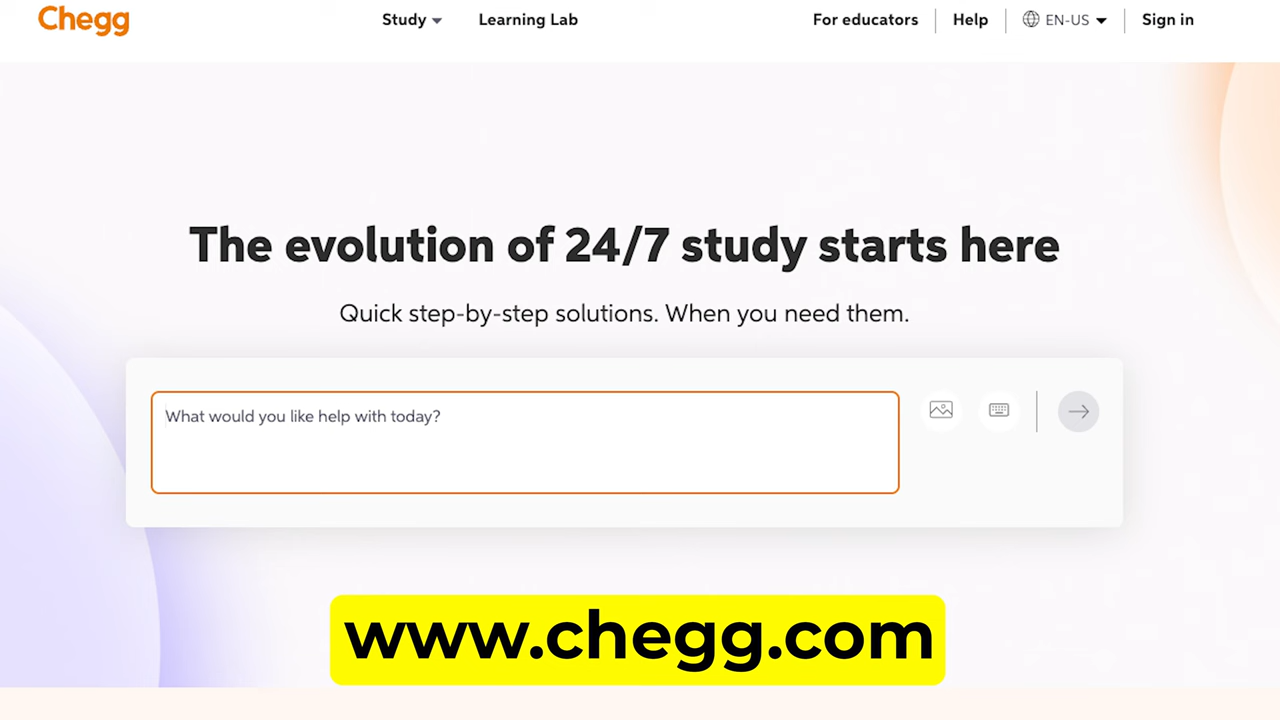 Chegg
Study
Learning Lab
For educators
Help
EN-US
Sign in
The evolution of 24/7 study starts here
Quick step-by-step solutions. When you need them.
What would you like help with today?
www.chegg.com